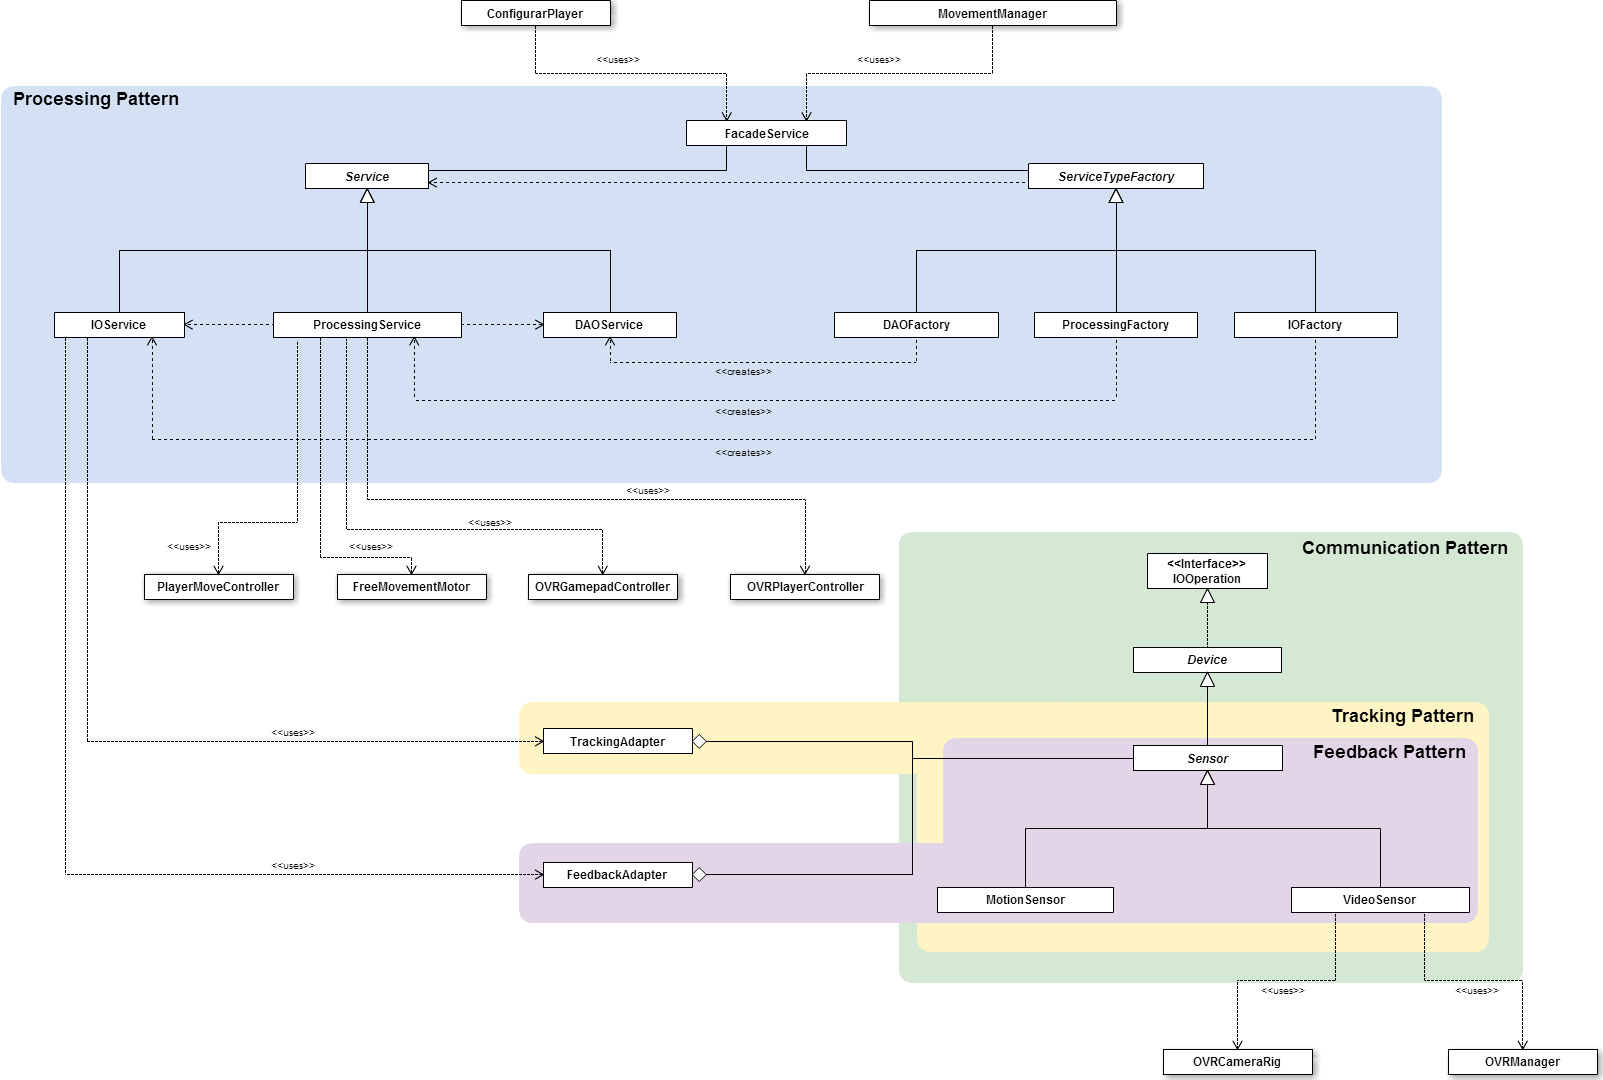 ConfigurarPlayer
MovementManager
<<uses>>
<<uses>>
Processing Pattern
FacadeService
Service
ServiceTypeFactory
IOService
ProcessingService
DAOService
DAOFactory
ProcessingFactory
IOFactory
<<creates>>
<<creates>>
<<creates>>
<<uses>>
<<uses>>
<<uses>>
<<uses>>
PlayerMoveController
FreeMovementMotor
OVRGamepadController
OVRPlayerController
Communication Pattern
<<Interface>>
IOOperation
Device
Tracking Pattern
<<uses>>
TrackingAdapter
Feedback Pattern
Sensor
<<uses>>
FeedbackAdapter
MotionSensor
VideoSensor
<<uses>>
<<uses>>
OVRCameraRig
OVRManager